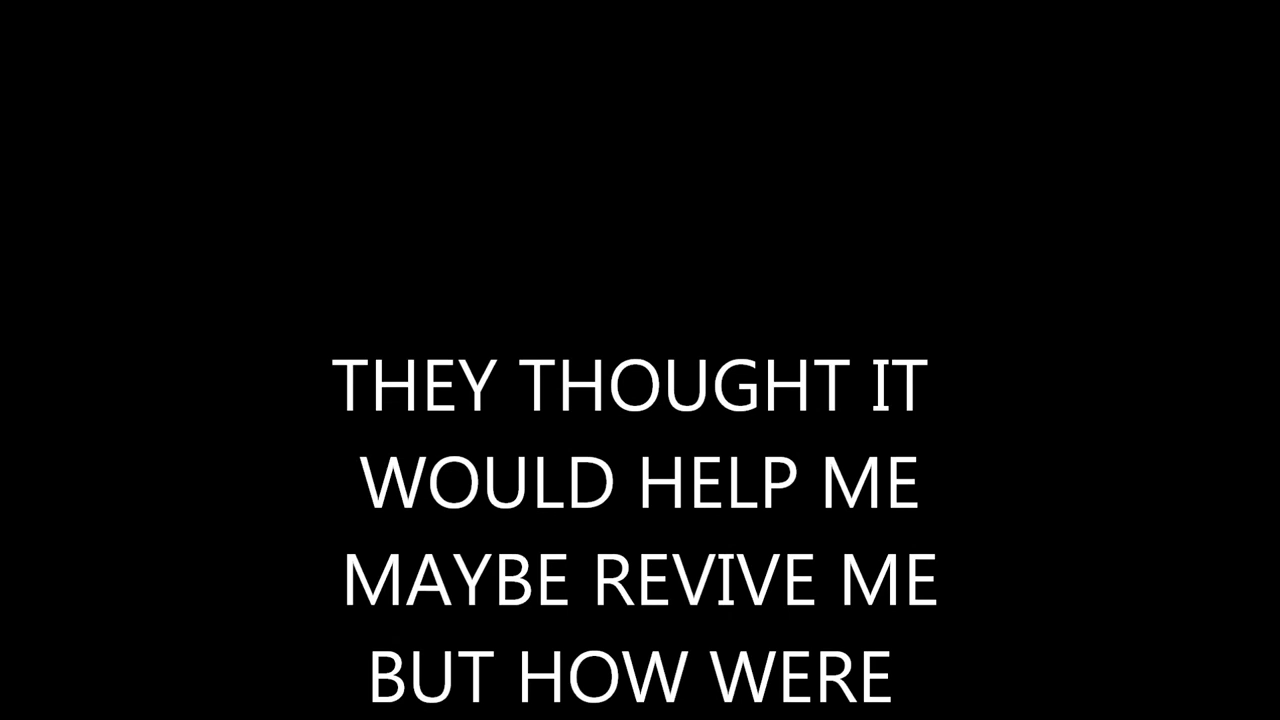 THEY THOUGHT IT
WOULD HELP ME
MAYBE REVIVE ME
BUT HOW WERE